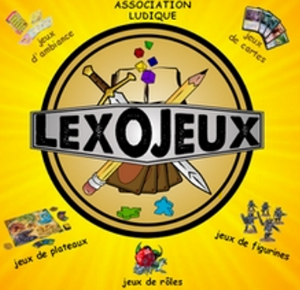 ASSOCIATION
LUDIQUE
jeux
d'ambiance
jeux
de cartes
LEXOJEUX
jeux de plateaux
jeux de figurines
jeux de rôles